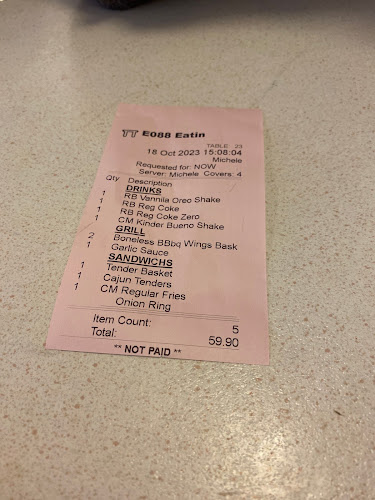 TT E088 Eatin
TABLE 23
18 Oct 2023 15:08:04
Michele
Requested for: NOW
Server: Michele Covers: 4
Qty Description
DRINKS
1 RB Vannila Oreo Shake
1 RB Reg Coke
1 RB Reg Coke Zero
1 CM Kinder Bueno Shake
GRILL
2 Boneless BBbq Wings Bask
1 Garlic Sauce
SANDWICHS
1 Tender Basket
1 Cajun Tenders
1 CM Regular Fries
Onion Ring
Item Count: 5
Total: 59.90
** NOT PAID **